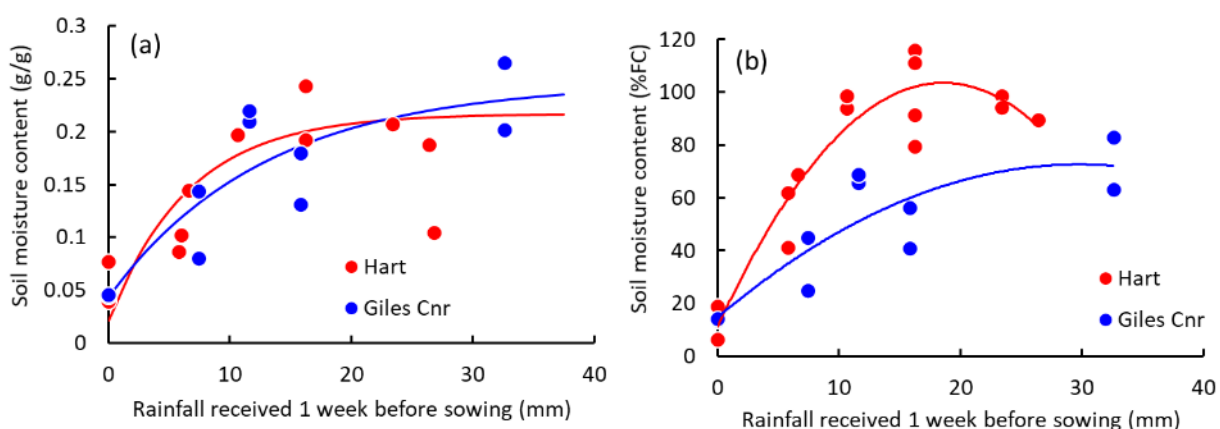 (a)
Soil moisture content (g/g)
0.3
0.25
0.2
0.15
0.1
0.05
0
0 10 20 30 40
Rainfall received 1 week before sowing (mm)
Hart
Giles Cnr
(b)
Soil moisture content (%FC)
120
100
80
60
40
20
0
0 10 20 30 40
Rainfall received 1 week before sowing (mm)
Hart
Giles Cnr